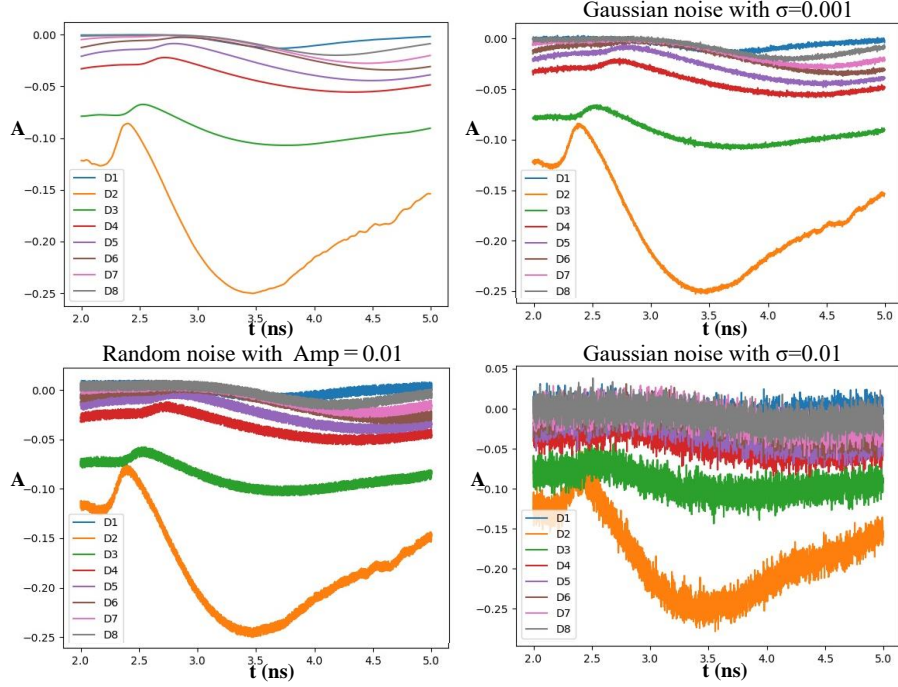 Gaussian noise with σ=0.001
0.00
−0.05
−0.10
−0.15
−0.20
−0.25
A
D1
D2
D3
D4
D5
D6
D7
D8
2.0 2.5 3.0 3.5 4.0 4.5 5.0
t (ns)
0.00
−0.05
−0.10
−0.15
−0.20
−0.25
A
D1
D2
D3
D4
D5
D6
D7
D8
2.0 2.5 3.0 3.5 4.0 4.5 5.0
t (ns)
Random noise with Amp = 0.01
0.00
−0.05
−0.10
−0.15
−0.20
−0.25
A
D1
D2
D3
D4
D5
D6
D7
D8
2.0 2.5 3.0 3.5 4.0 4.5 5.0
t (ns)
Gaussian noise with σ=0.01
0.05
0.00
−0.05
−0.10
−0.15
−0.20
−0.25
A
D1
D2
D3
D4
D5
D6
D7
D8
2.0 2.5 3.0 3.5 4.0 4.5 5.0
t (ns)